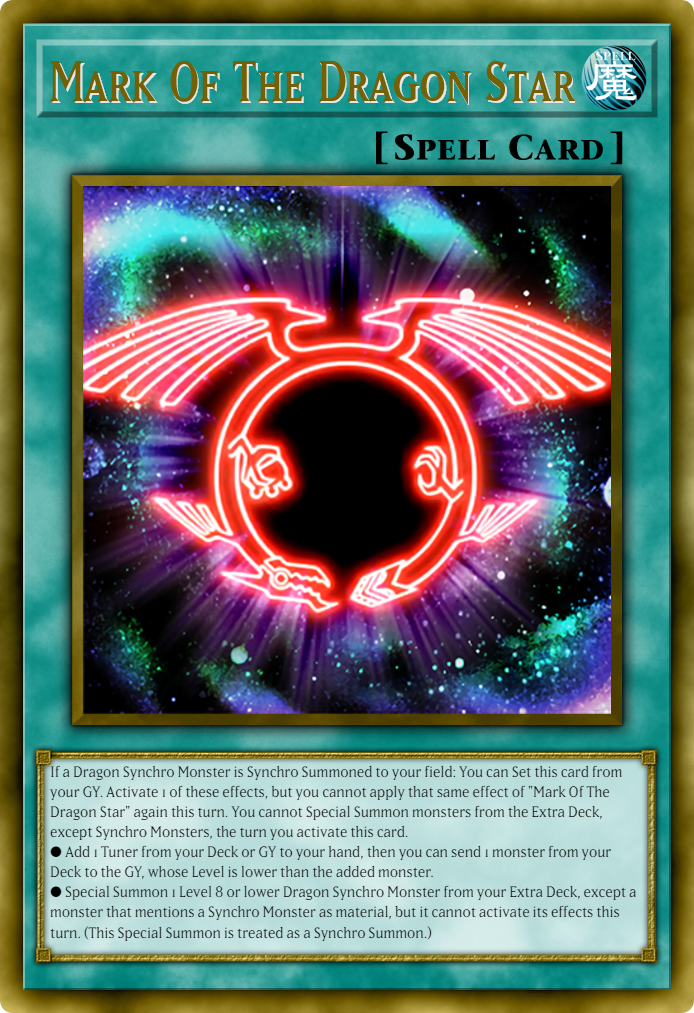 Mark Of The Dragon Star
SPELL
魔
[Spell Card]
If a Dragon Synchro Monster is Synchro Summoned to your field: You can Set this card from
your GY. Activate 1 of these effects, but you cannot apply that same effect of "Mark Of The
Dragon Star" again this turn. You cannot Special Summon monsters from the Extra Deck,
except Synchro Monsters, the turn you activate this card.
● Add 1 Tuner from your Deck or GY to your hand, then you can send 1 monster from your
Deck to the GY, whose Level is lower than the added monster.
● Special Summon 1 Level 8 or lower Dragon Synchro Monster from your Extra Deck, except a
monster that mentions a Synchro Monster as material, but it cannot activate its effects this
turn. (This Special Summon is treated as a Synchro Summon.)